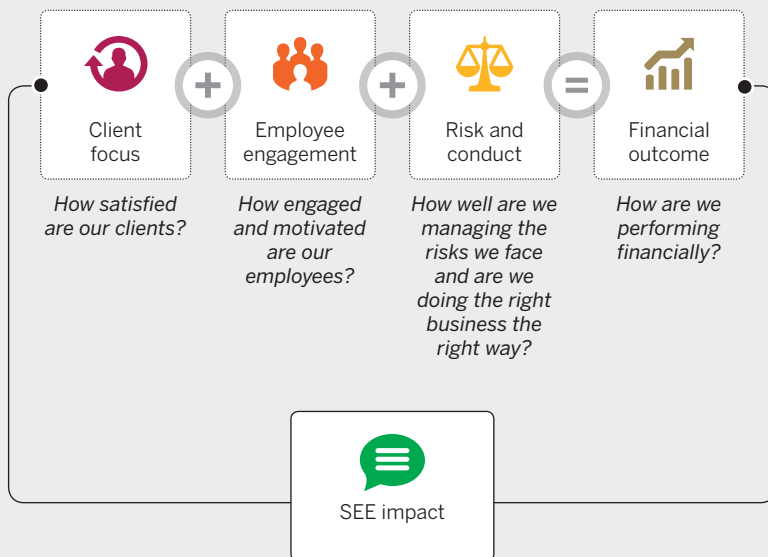 Client
focus
+
Employee
engagement
+
Risk and
conduct
=
Financial
outcome
How satisfied
are our clients?
How engaged
and motivated
are our
employees?
How well are we
managing the
risks we face
and are we
doing the right
business the
right way?
How are we
performing
financially?
SEE impact